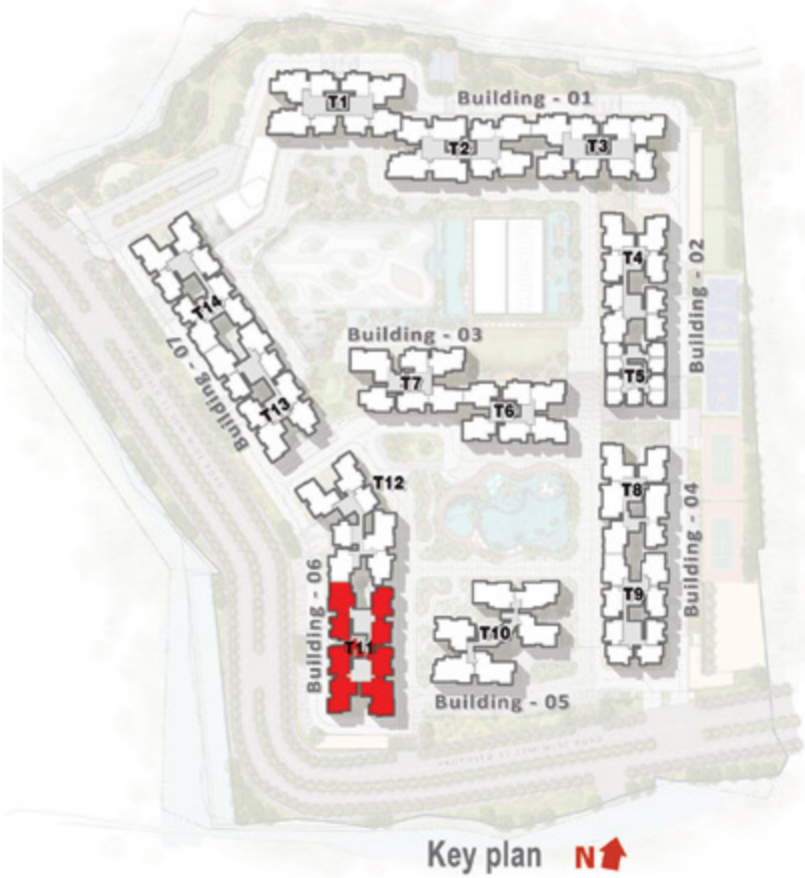 T1
Building - 01
T2
T3
T4
Building - 02
T14
Building - 03
T7
T5
T6
Building - 07
T13
T12
T8
Building - 04
T9
Building - 06
T11
T10
Building - 05
Key plan N